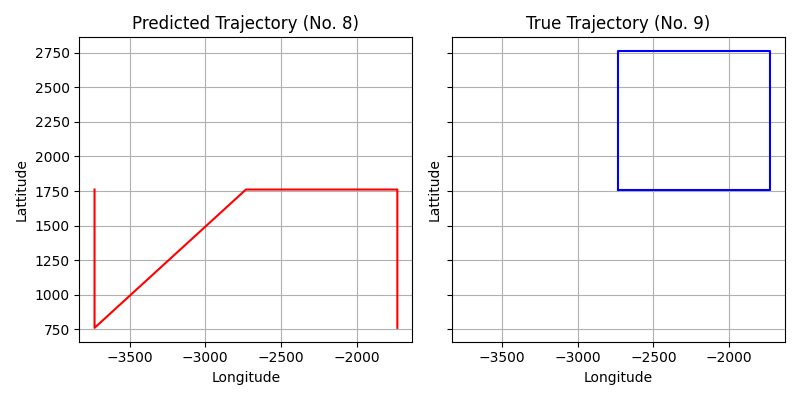 Predicted Trajectory (No. 8)
True Trajectory (No. 9)
Lattitude
2750
2500
2250
2000
1750
1500
1250
1000
750
−3500 −3000 −2500 −2000
Longitude
Lattitude
−3500 −3000 −2500 −2000
Longitude